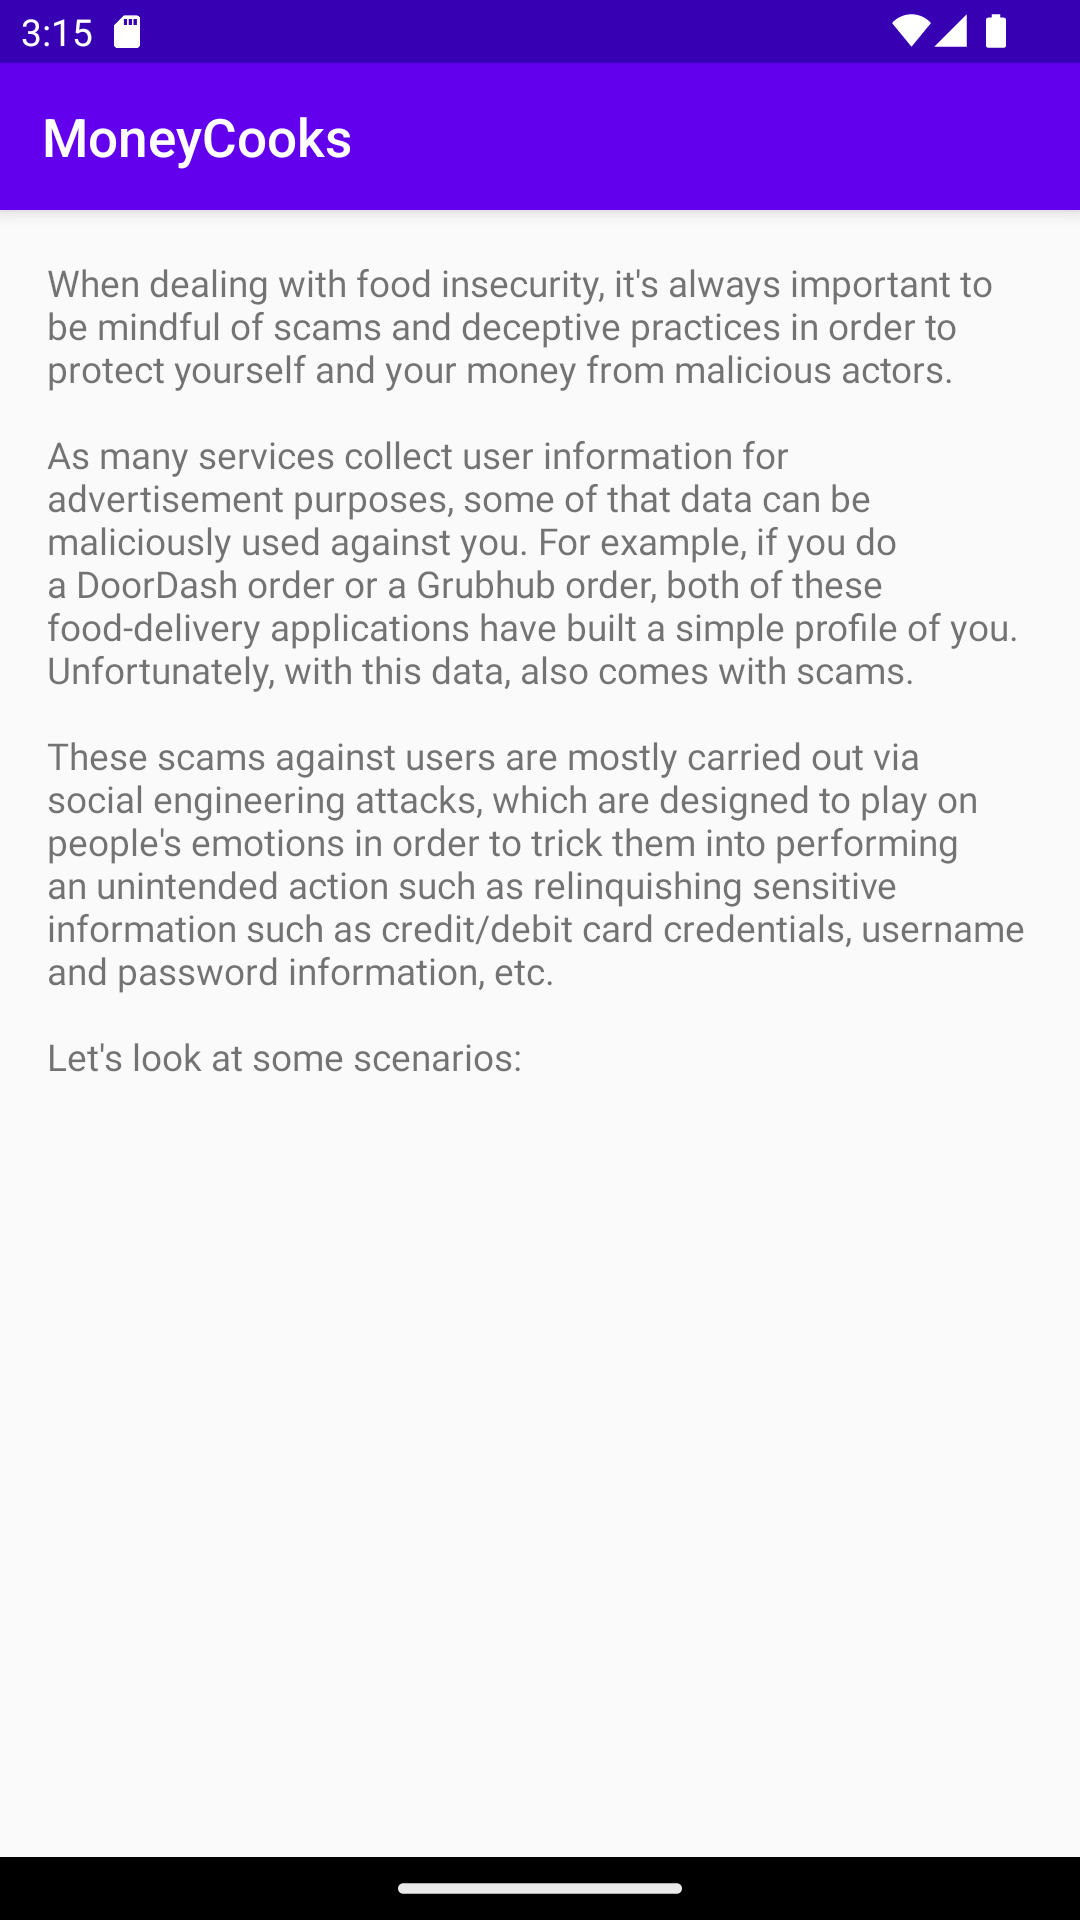 3:15
MoneyCooks
When dealing with food insecurity, it's always important to
be mindful of scams and deceptive practices in order to
protect yourself and your money from malicious actors.
As many services collect user information for
advertisement purposes, some of that data can be
maliciously used against you. For example, if you do
a DoorDash order or a Grubhub order, both of these
food-delivery applications have built a simple profile of you.
Unfortunately, with this data, also comes with scams.
These scams against users are mostly carried out via
social engineering attacks, which are designed to play on
people's emotions in order to trick them into performing
an unintended action such as relinquishing sensitive
information such as credit/debit card credentials, username
and password information, etc.
Let's look at some scenarios: